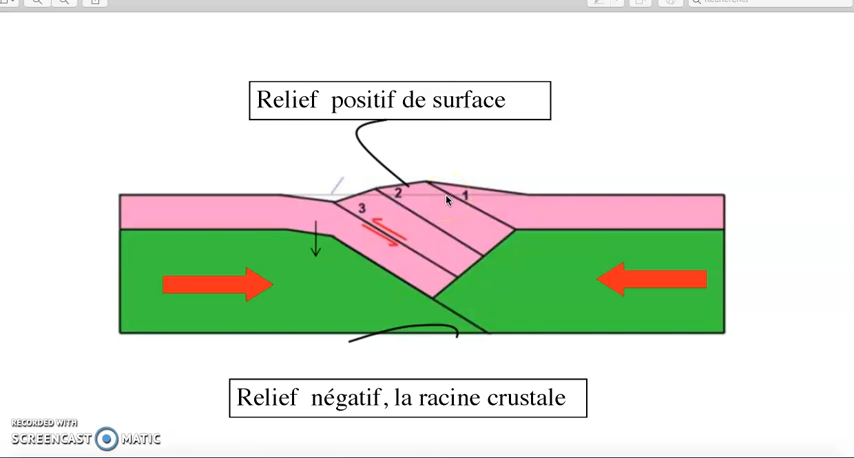 Relief positif de surface
1
2
3
Relief négatif, la racine crustale
RECORDED WITH
SCREENCAST MATIC